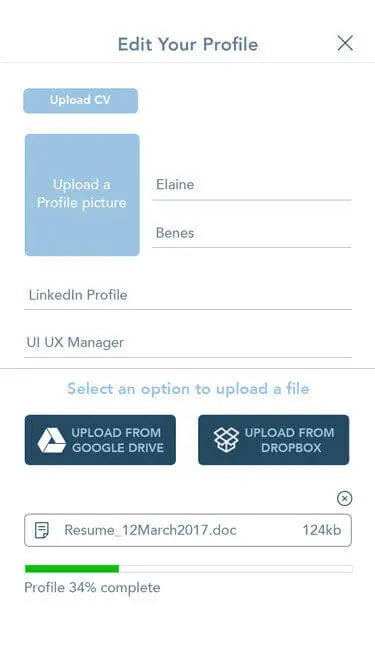 Edit Your Profile
Upload CV
Upload a
Profile picture
Elaine
Benes
LinkedIn Profile
UI UX Manager
Select an option to upload a file
UPLOAD FROM
GOOGLE DRIVE
UPLOAD FROM
DROPBOX
Resume_12March2017.doc 124kb
Profile 34% complete